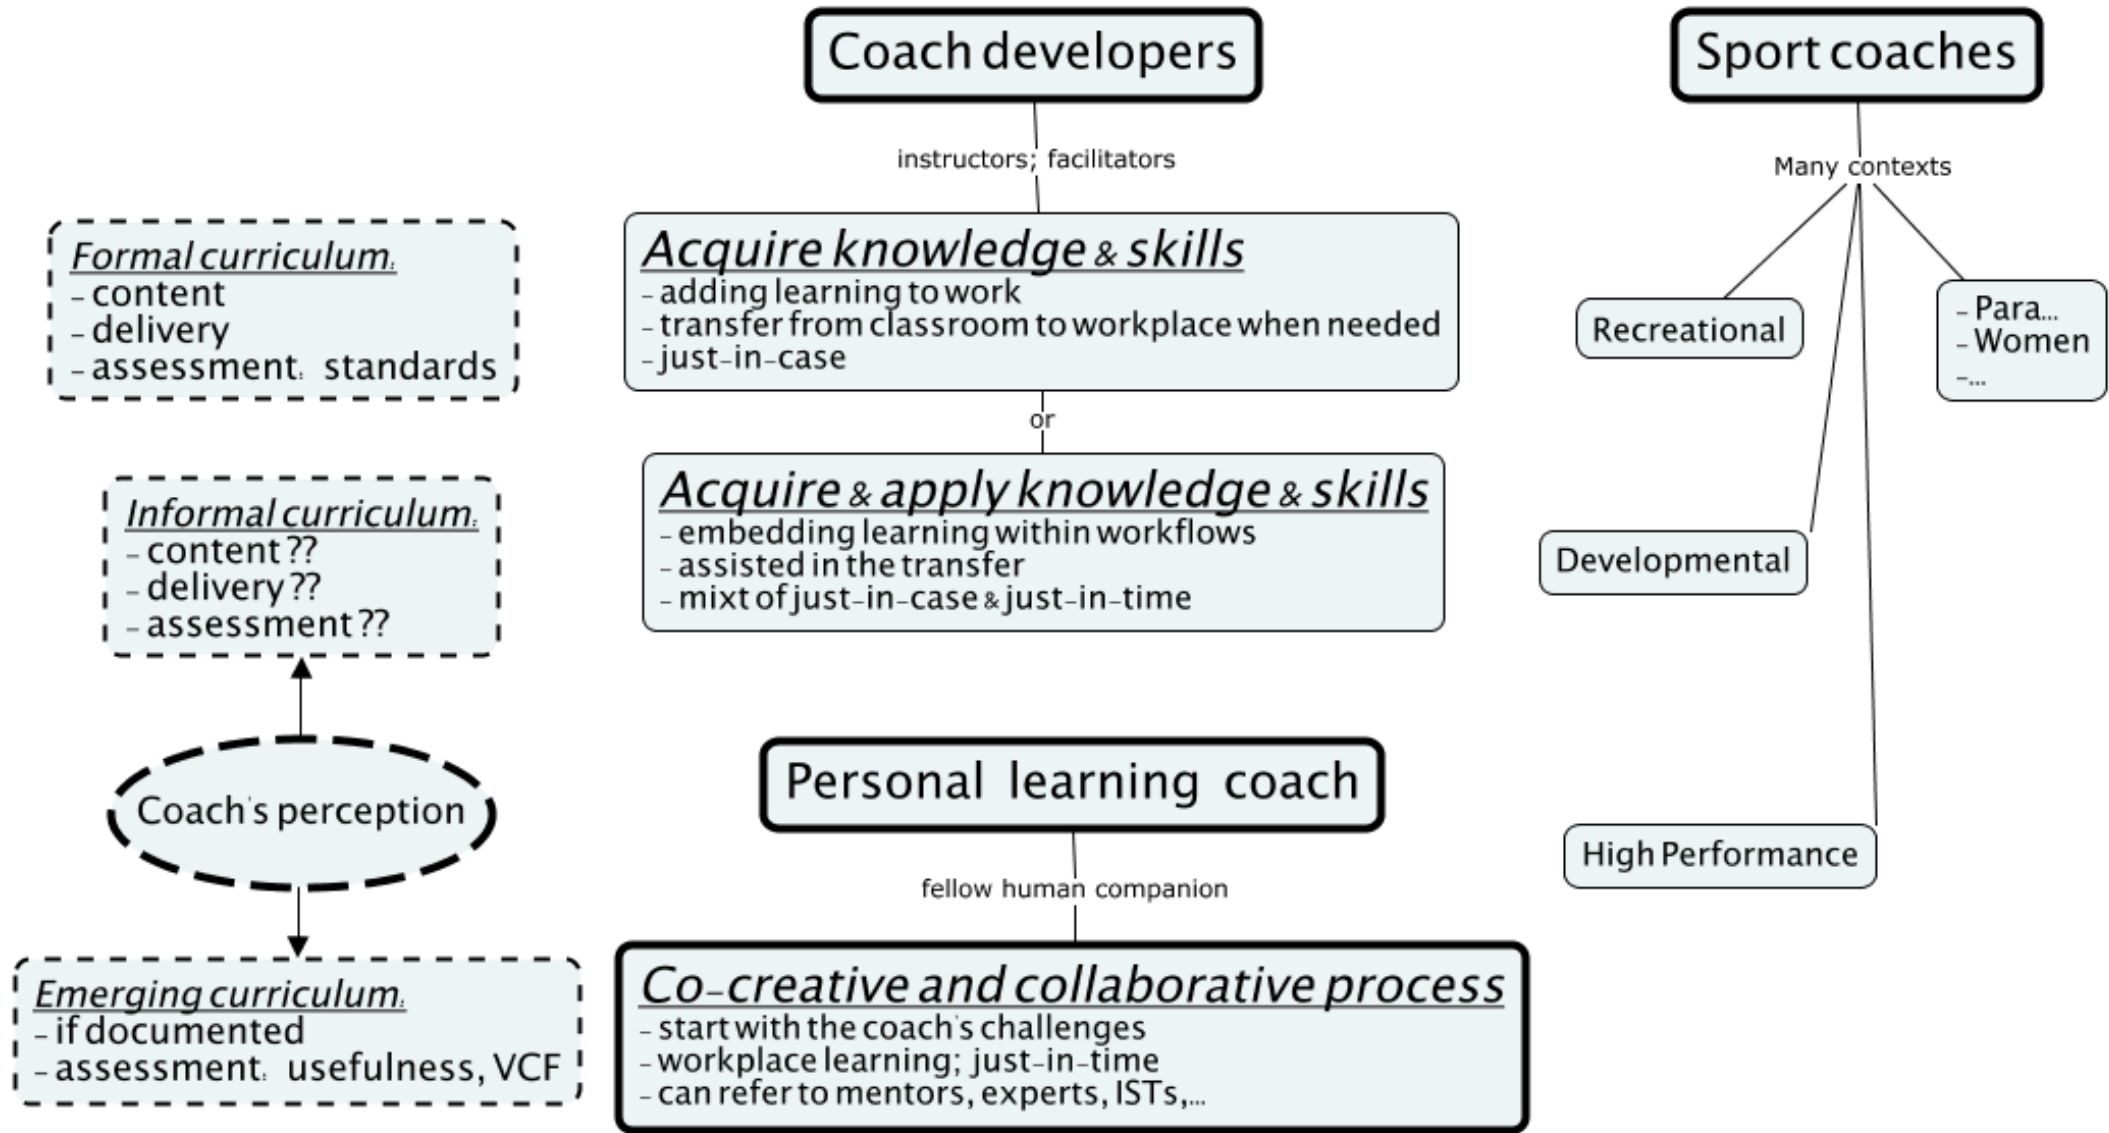 Coach developers
instructors; facilitators
Acquire knowledge & skills
- adding learning to work
- transfer from classroom to workplace when needed
- just-in-case
or
Acquire & apply knowledge & skills
- embedding learning within workflows
- assisted in the transfer
- mixt of just-in-case & just-in-time
Personal learning coach
fellow human companion
Co-creative and collaborative process
- start with the coach's challenges
- workplace learning; just-in-time
- can refer to mentors, experts, ISTs,...
Formal curriculum:
- content
- delivery
- assessment: standards
Informal curriculum:
- content ??
- delivery ??
- assessment ??
Coach's perception
Emerging curriculum:
- if documented
- assessment: usefulness, VCF
Sport coaches
Many contexts
Recreational
- Para...
- Women
-...
Developmental
High Performance